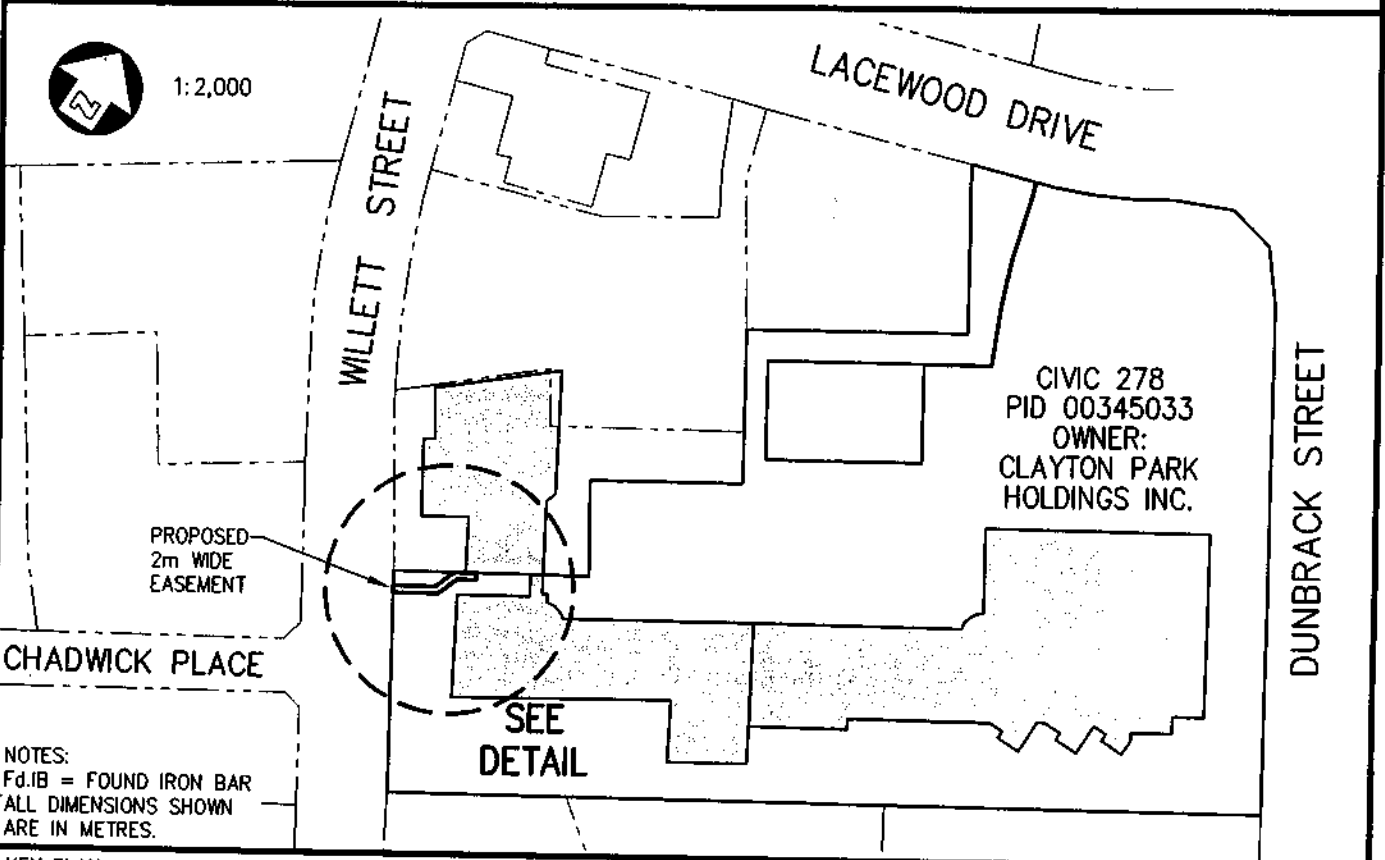 N
1:2,000
WILLETT STREET
LACEWOOD DRIVE
CIVIC 278
PID 00345033
OWNER:
CLAYTON PARK
HOLDINGS INC.
DUNBRACK STREET
PROPOSED
2m WIDE
EASEMENT
CHADWICK PLACE
SEE
DETAIL
NOTES:
Fd.IB = FOUND IRON BAR
ALL DIMENSIONS SHOWN
ARE IN METRES.